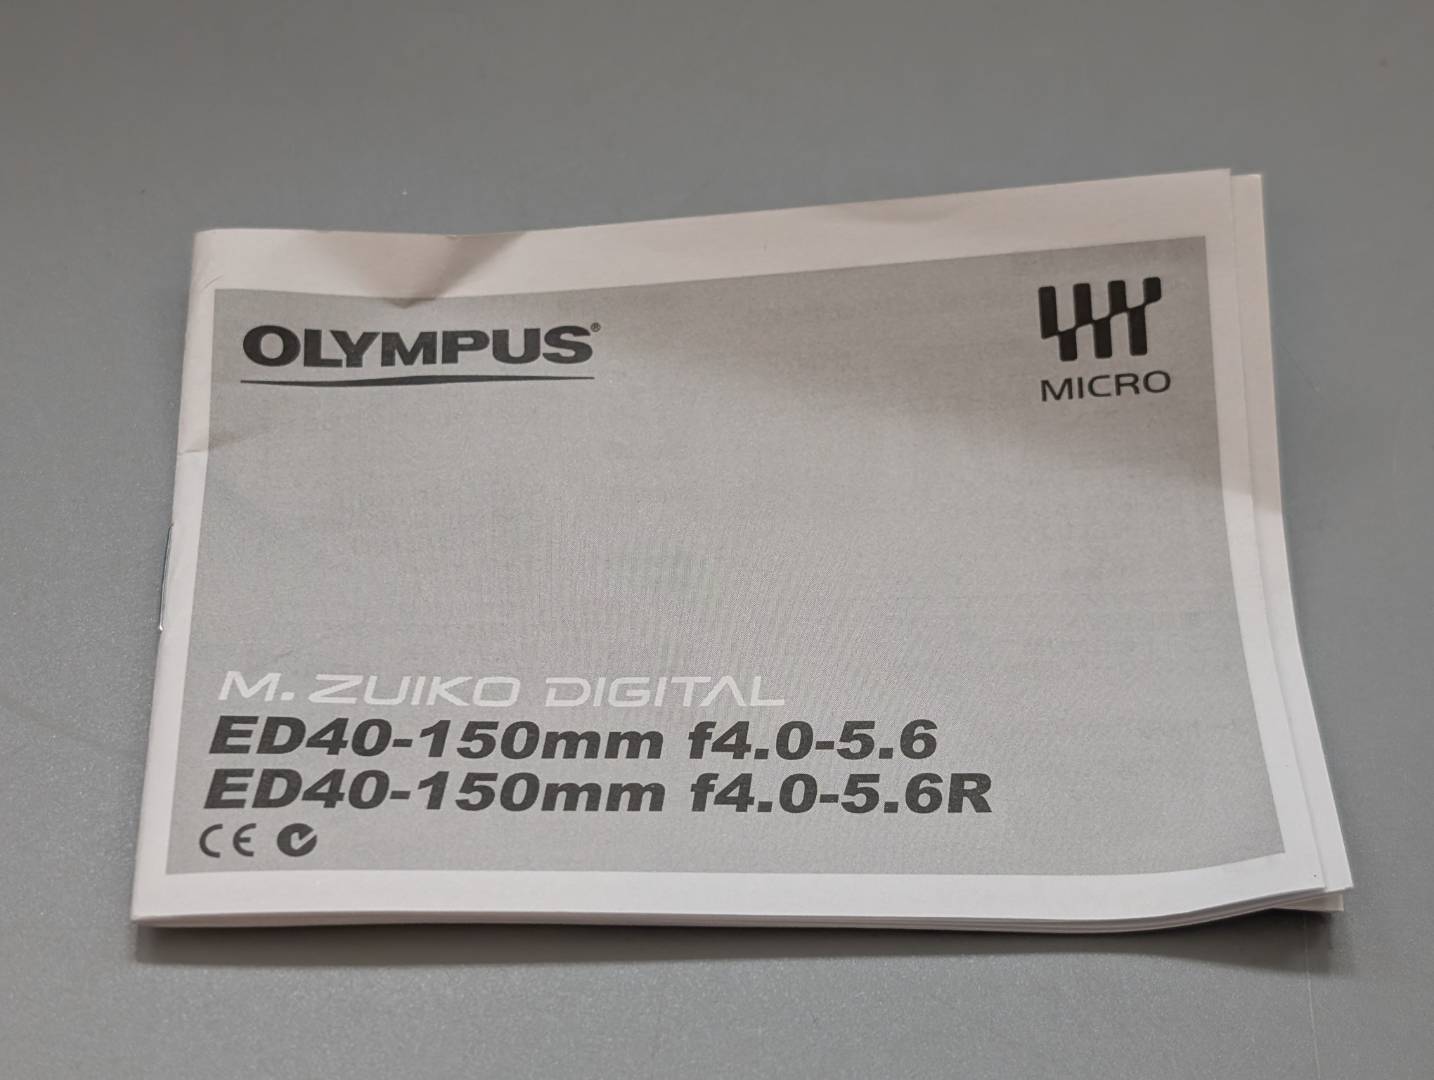 OLYMPUS®
MICRO
M.ZUIKO DIGITAL
ED40-150mm f4.0-5.6
ED40-150mm f4.0-5.6R
CE